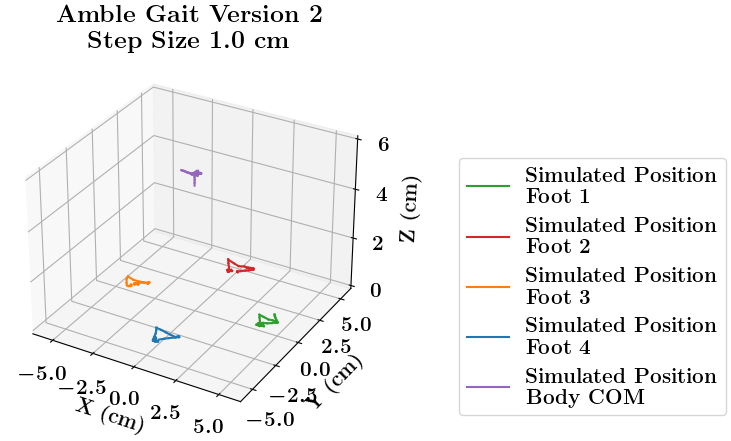 Amble Gait Version 2
Step Size 1.0 cm
6
4
2
0
Z (cm)
−5.0
−2.5
0.0
2.5
5.0
X (cm)
5.0
2.5
0.0
−2.5
−5.0
Y (cm)
Simulated Position
Foot 1
Simulated Position
Foot 2
Simulated Position
Foot 3
Simulated Position
Foot 4
Simulated Position
Body COM